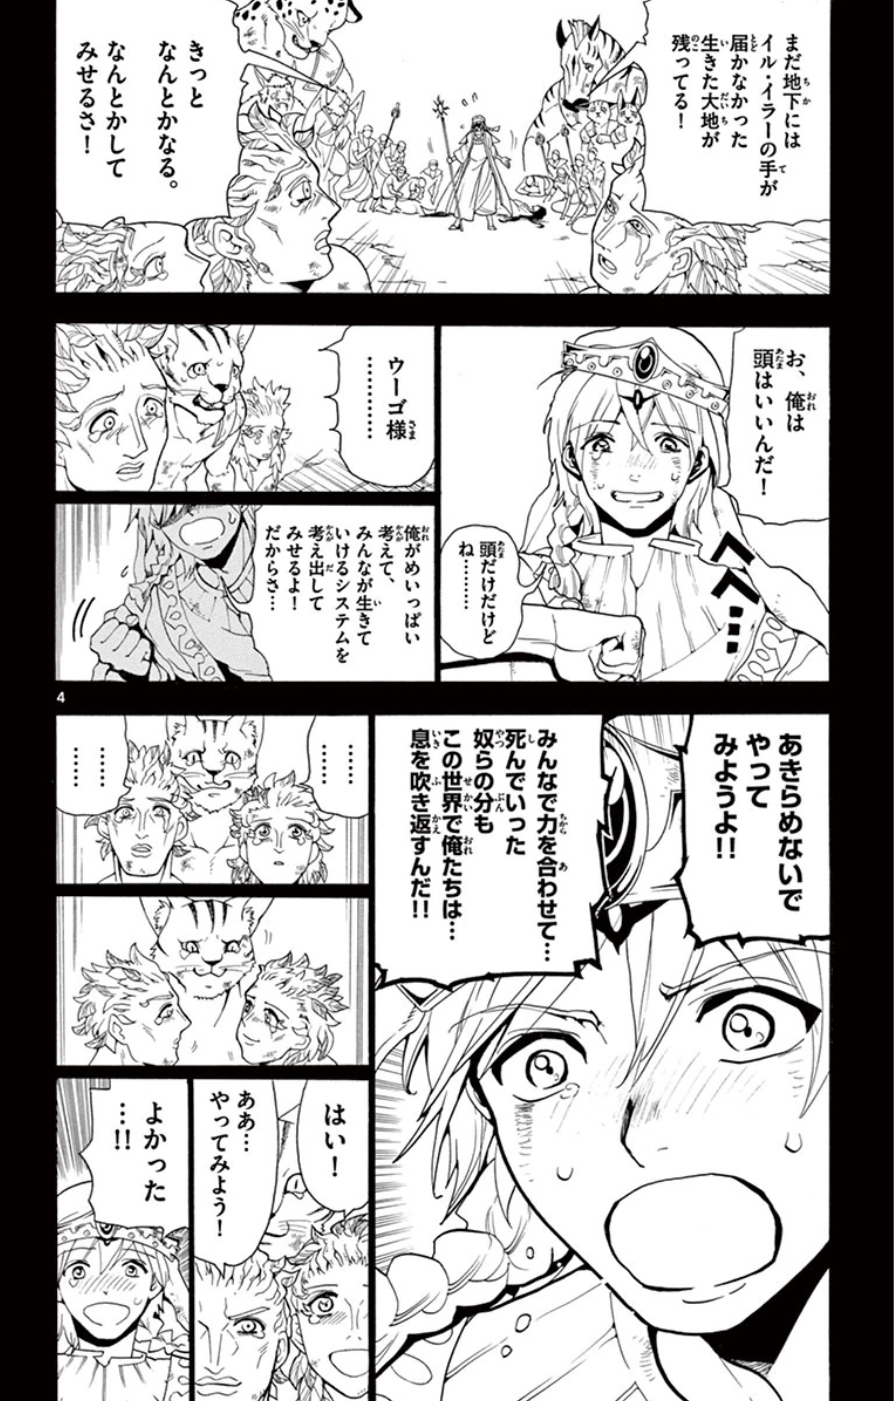 まだ地下には
イル・イラーの手が
届かなかった
生きた大地が
残ってる！
きっと
なんとかなる。
なんとかして
みせるさ！
お、俺は
頭はいいんだ！
へへ…
頭だけだけど
ね………
ウーゴ様
…………
俺がめいっぱい
考えて、
みんなが生きて
いけるシステムを
考え出して
みせるよ！
だからさ…
4
あきらめないで
やって
みようよ!!
みんなで力を合わせて…
死んでいった
奴らの分も
この世界で俺たちは…
息を吹き返すんだ!!
……
……
……
……
はい！
ああ…
やってみよう！
よかった
…!!